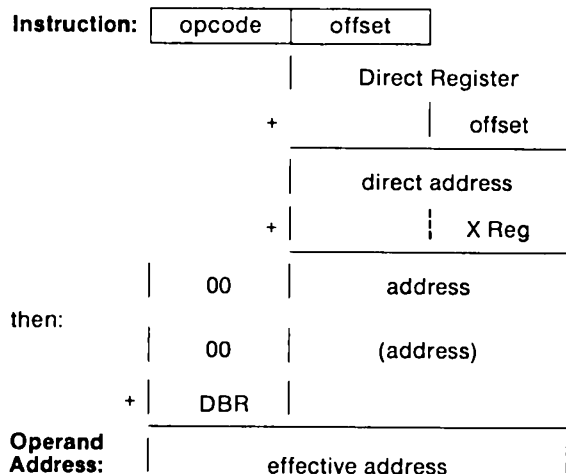 Instruction: opcode offset
Direct Register
+ offset
direct address
+ X Reg
00 address
then:
00 (address)
+ DBR
Operand
Address: effective address